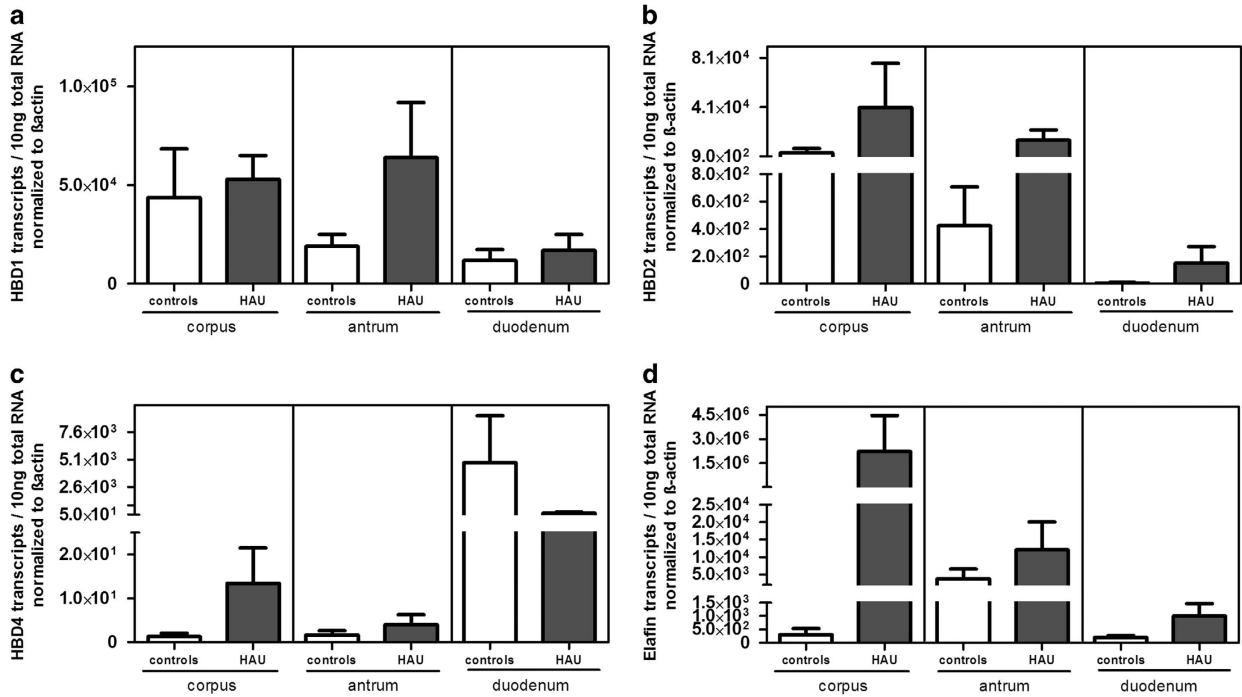 a
HBD1 transcripts / 10ng total RNA
normalized to ßactin
1.0×10⁵
5.0×10⁴
0
controls HAU controls HAU controls HAU
corpus antrum duodenum
b
HBD2 transcripts / 10ng total RNA
normalized to ß-actin
8.1×10⁴
4.1×10⁴
9.0×10²
8.0×10²
6.0×10²
4.0×10²
2.0×10²
0
controls HAU controls HAU controls HAU
corpus antrum duodenum
c
HBD4 transcripts / 10ng total RNA
normalized to ßactin
7.6×10³
5.1×10³
2.6×10³
5.0×10¹
2.0×10¹
1.0×10¹
0
controls HAU controls HAU controls HAU
corpus antrum duodenum
d
Elafin transcripts / 10ng total RNA
normalized to ß-actin
4.5×10⁶
3.0×10⁶
1.5×10⁶
2.5×10⁴
2.0×10⁴
1.0×10⁴
5.0×10³
1.5×10³
1.0×10³
5.0×10²
0
controls HAU controls HAU controls HAU
corpus antrum duodenum